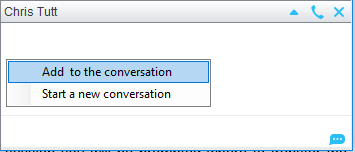 Chris Tutt
Add to the conversation
Start a new conversation